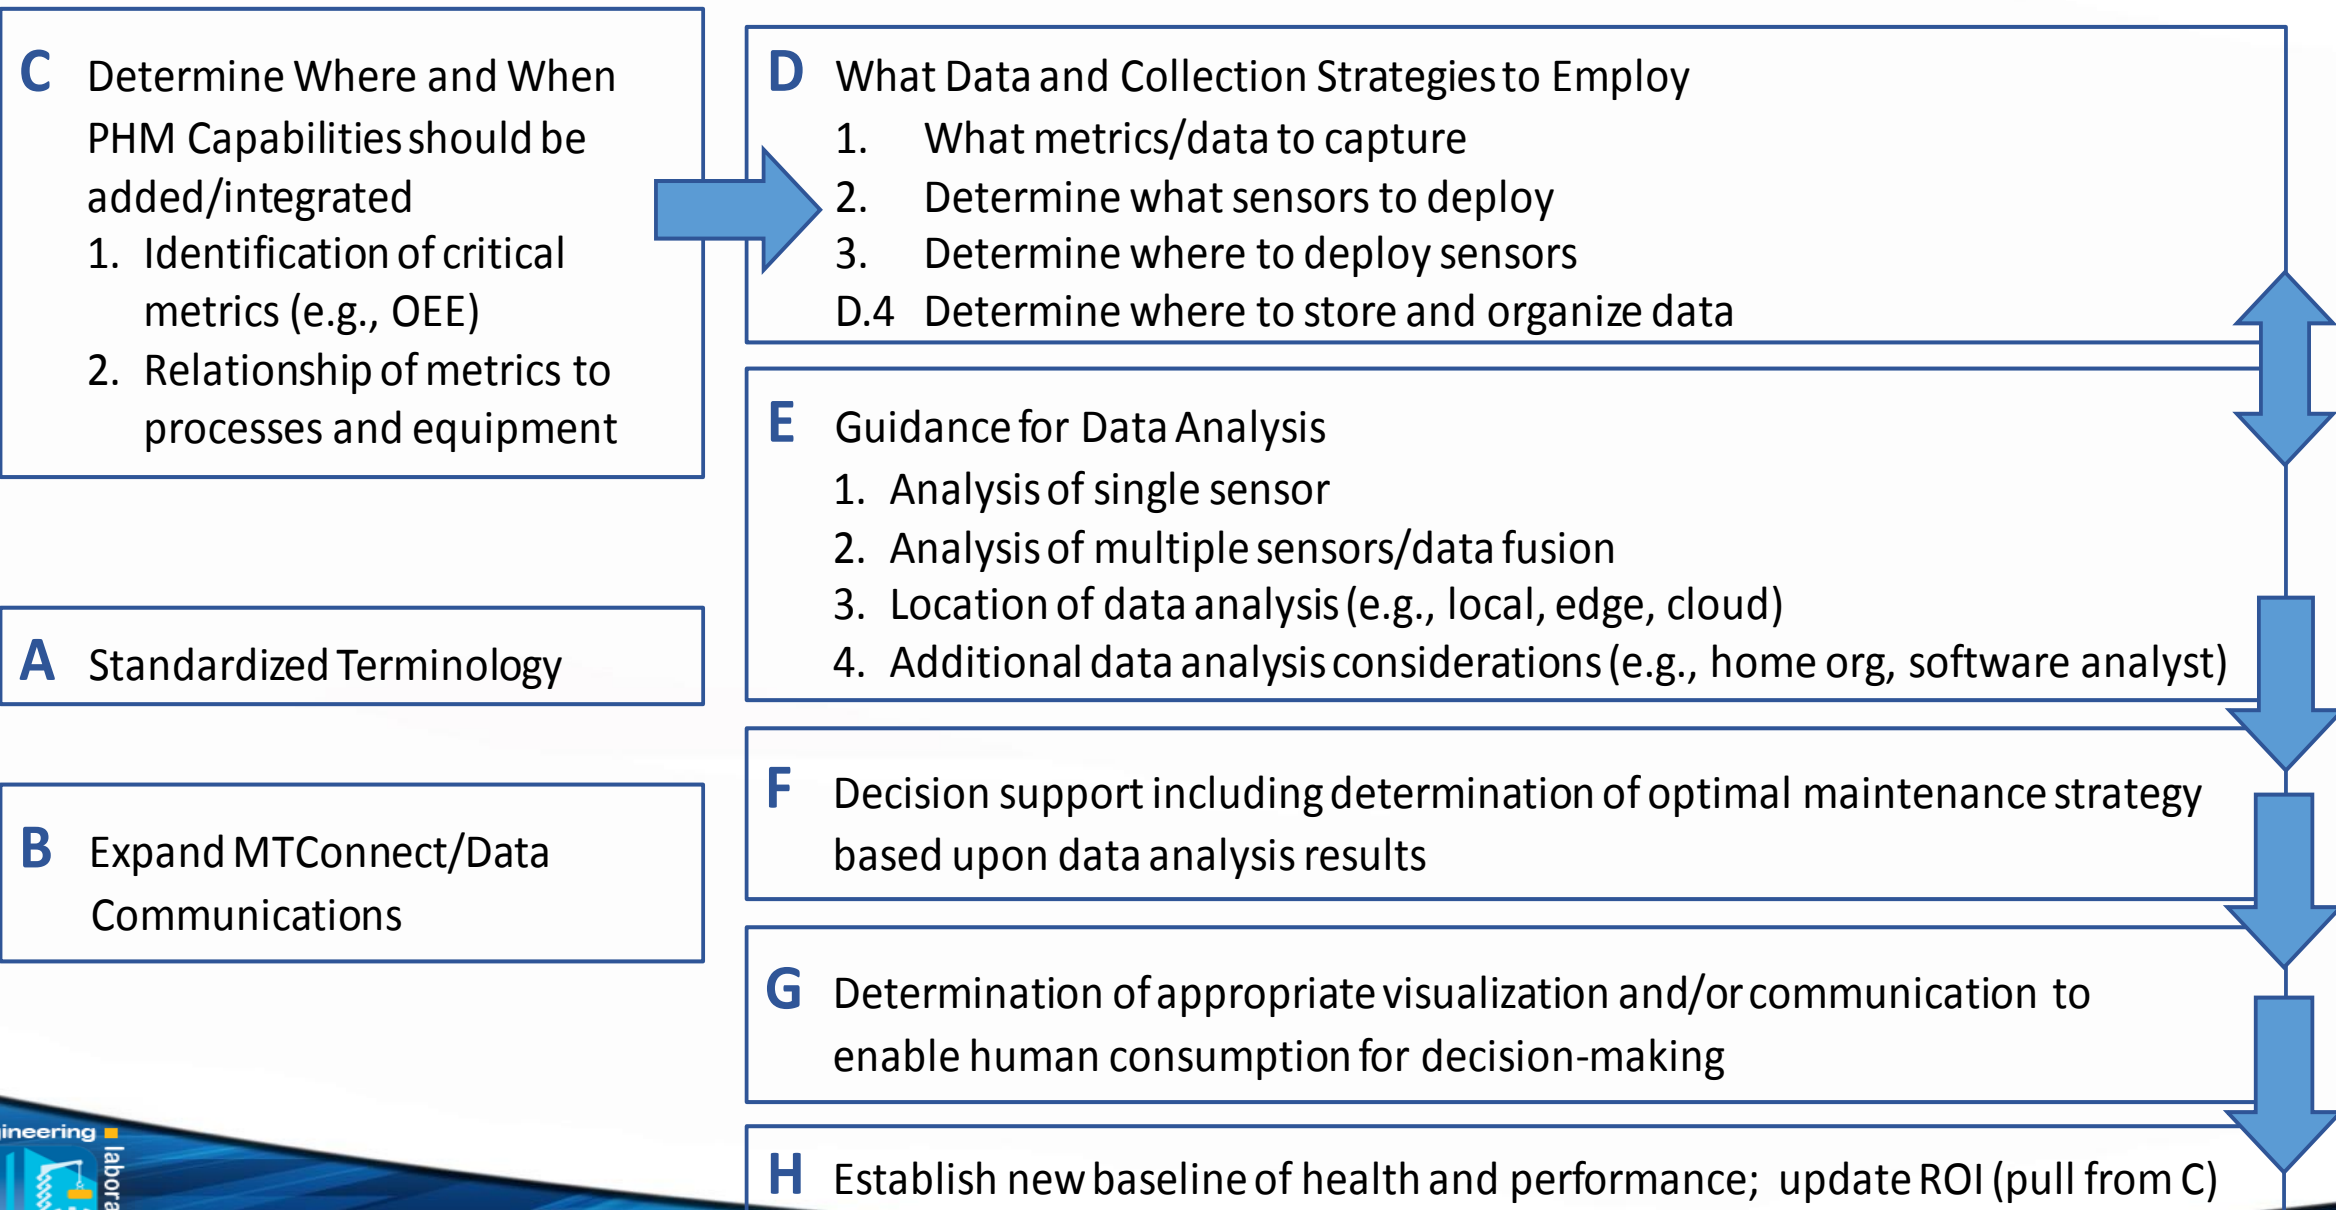 C Determine Where and When
PHM Capabilities should be
added/integrated
1. Identification of critical
metrics (e.g., OEE)
2. Relationship of metrics to
processes and equipment
A Standardized Terminology
B Expand MTConnect/Data
Communications
D What Data and Collection Strategies to Employ
1. What metrics/data to capture
2. Determine what sensors to deploy
3. Determine where to deploy sensors
D.4 Determine where to store and organize data
E Guidance for Data Analysis
1. Analysis of single sensor
2. Analysis of multiple sensors/data fusion
3. Location of data analysis (e.g., local, edge, cloud)
4. Additional data analysis considerations (e.g., home org, software analyst)
F Decision support including determination of optimal maintenance strategy
based upon data analysis results
G Determination of appropriate visualization and/or communication to
enable human consumption for decision-making
H Establish new baseline of health and performance; update ROI (pull from C)
ineering
labora